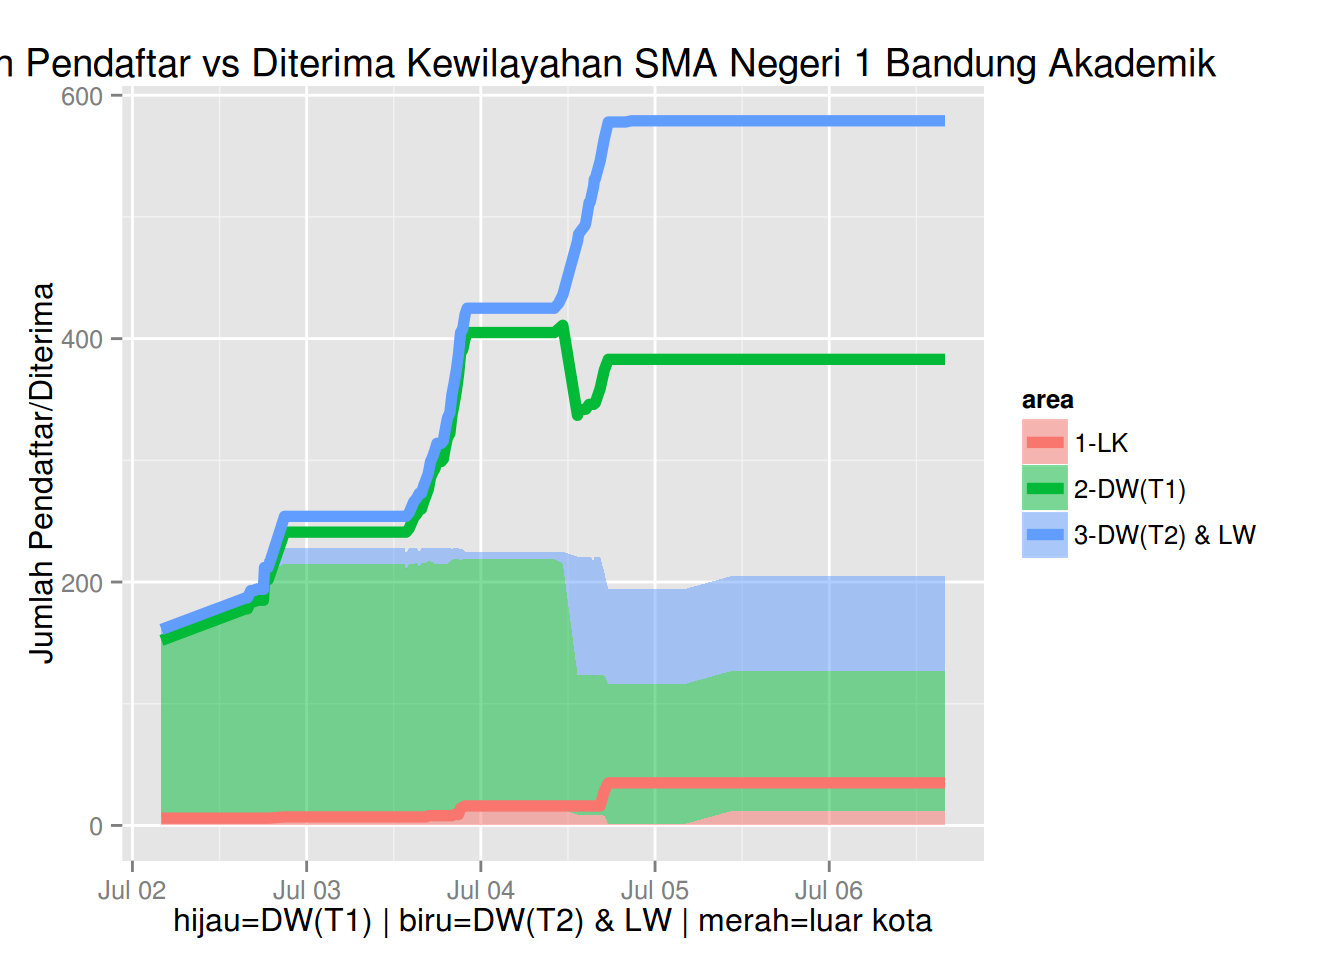 Pendaftar vs Diterima Kewilayahan SMA Negeri 1 Bandung Akademik
Jumlah Pendaftar/Diterima
600
400
200
0
Jul 02
Jul 03
Jul 04
Jul 05
Jul 06
hijau=DW(T1) | biru=DW(T2) & LW | merah=luar kota
area
1-LK
2-DW(T1)
3-DW(T2) & LW